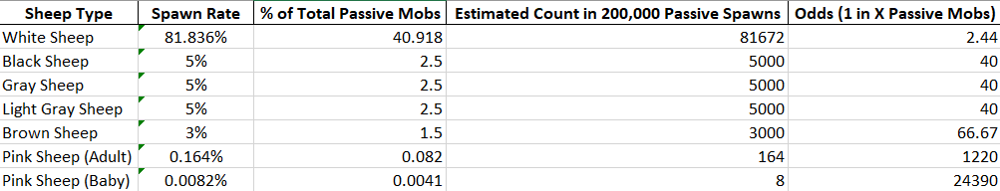 Sheep Type Spawn Rate % of Total Passive Mobs Estimated Count in 200,000 Passive Spawns Odds (1 in X Passive Mobs)
White Sheep 81.836% 40.918 81672 2.44
Black Sheep 5% 2.5 5000 40
Gray Sheep 5% 2.5 5000 40
Light Gray Sheep 5% 2.5 5000 40
Brown Sheep 3% 1.5 3000 66.67
Pink Sheep (Adult) 0.164% 0.082 164 1220
Pink Sheep (Baby) 0.0082% 0.0041 8 24390